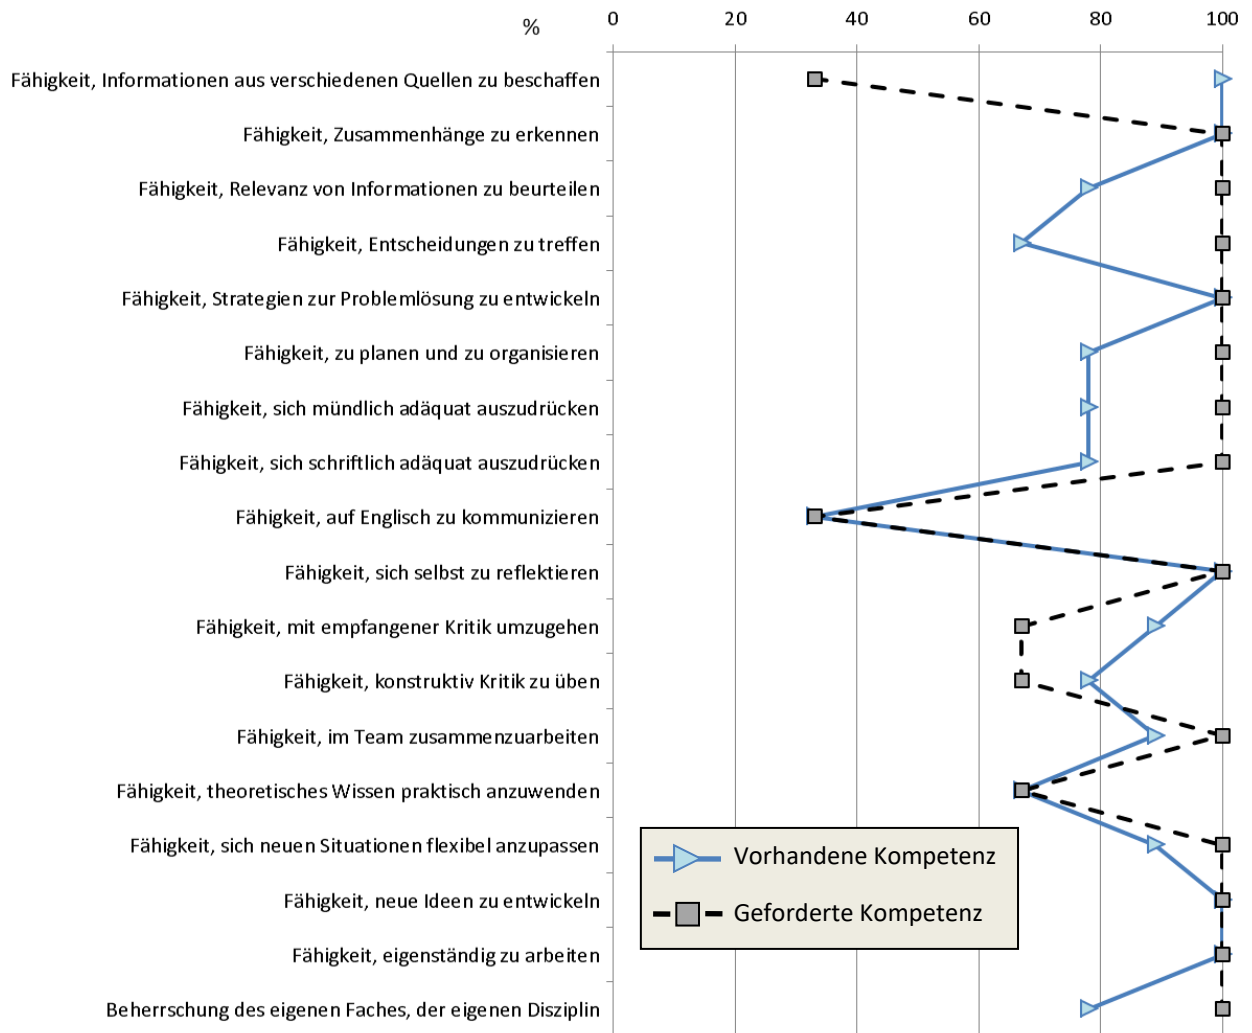 % 0 20 40 60 80 100
Fähigkeit, Informationen aus verschiedenen Quellen zu beschaffen
Fähigkeit, Zusammenhänge zu erkennen
Fähigkeit, Relevanz von Informationen zu beurteilen
Fähigkeit, Entscheidungen zu treffen
Fähigkeit, Strategien zur Problemlösung zu entwickeln
Fähigkeit, zu planen und zu organisieren
Fähigkeit, sich mündlich adäquat auszudrücken
Fähigkeit, sich schriftlich adäquat auszudrücken
Fähigkeit, auf Englisch zu kommunizieren
Fähigkeit, sich selbst zu reflektieren
Fähigkeit, mit empfangener Kritik umzugehen
Fähigkeit, konstruktiv Kritik zu üben
Fähigkeit, im Team zusammenzuarbeiten
Fähigkeit, theoretisches Wissen praktisch anzuwenden
Fähigkeit, sich neuen Situationen flexibel anzupassen
Fähigkeit, neue Ideen zu entwickeln
Fähigkeit, eigenständig zu arbeiten
Beherrschung des eigenen Faches, der eigenen Disziplin
Vorhandene Kompetenz
Geforderte Kompetenz